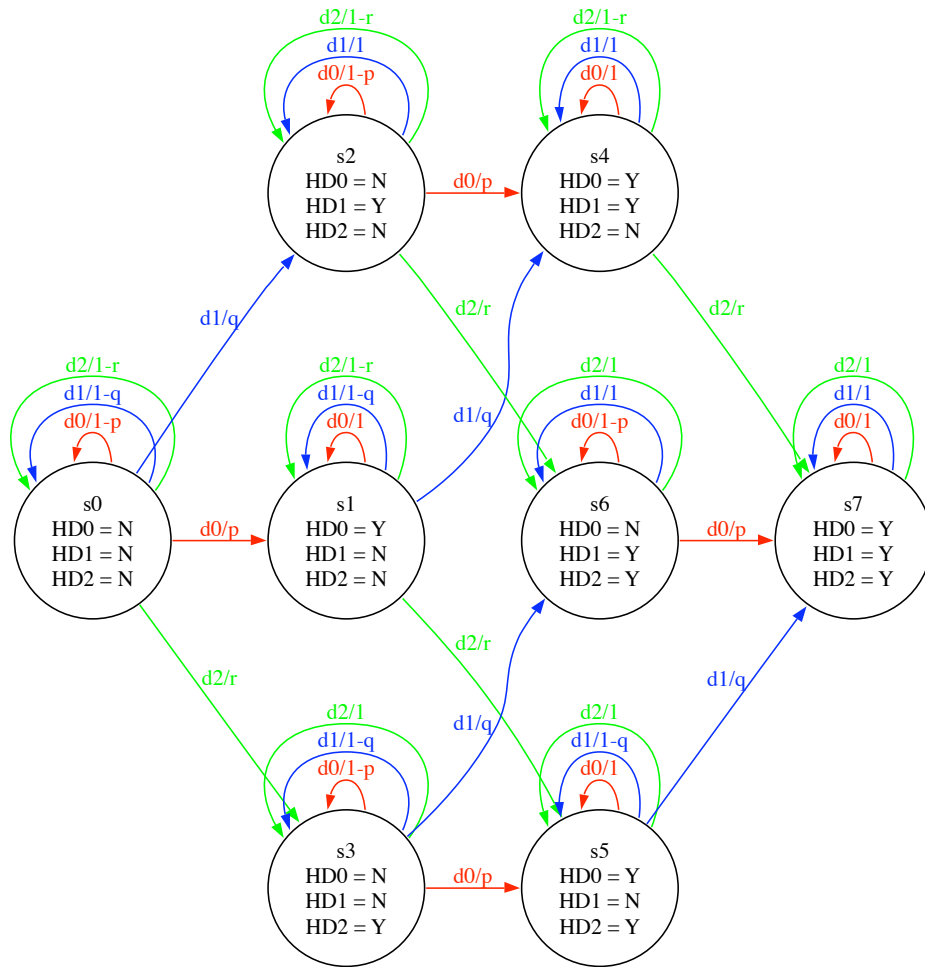 d2/1-r
d1/1
d0/1-p
s2
HD0 = N
HD1 = Y
HD2 = N
d2/1-r
d1/1
d0/1
s4
HD0 = Y
HD1 = Y
HD2 = N
d0/p
d1/q
d2/r
d2/r
d1/q
d2/1-r
d1/1-q
d0/1-p
s0
HD0 = N
HD1 = N
HD2 = N
d2/1-r
d1/1-q
d0/1
s1
HD0 = Y
HD1 = N
HD2 = N
d2/1
d1/1
d0/1-p
s6
HD0 = N
HD1 = Y
HD2 = Y
d2/1
d1/1
d0/1
s7
HD0 = Y
HD1 = Y
HD2 = Y
d0/p
d0/p
d2/r
d2/r
d1/q
d1/q
d2/1
d1/1-q
d0/1-p
s3
HD0 = N
HD1 = N
HD2 = Y
d2/1
d1/1-q
d0/1
s5
HD0 = Y
HD1 = N
HD2 = Y
d0/p